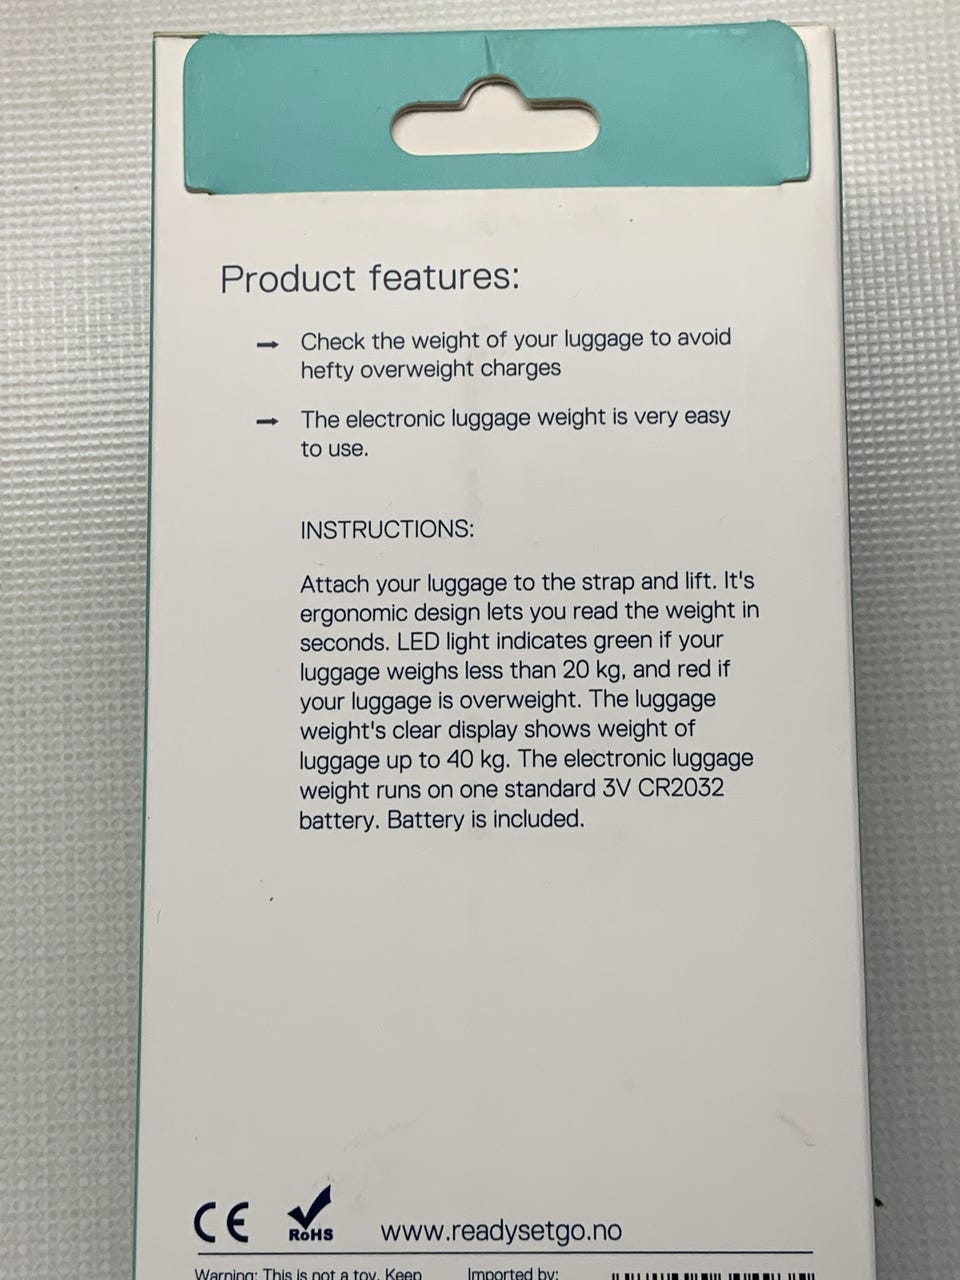 Product features:
Check the weight of your luggage to avoid
hefty overweight charges
The electronic luggage weight is very easy
to use.
INSTRUCTIONS:
Attach your luggage to the strap and lift. It's
ergonomic design lets you read the weight in
seconds. LED light indicates green if your
luggage weighs less than 20 kg, and red if
your luggage is overweight. The luggage
weight's clear display shows weight of
luggage up to 40 kg. The electronic luggage
weight runs on one standard 3V CR2032
battery. Battery is included.
CE RoHS www.readysetgo.no
Warning: This is not a toy. Keep
Imported by: